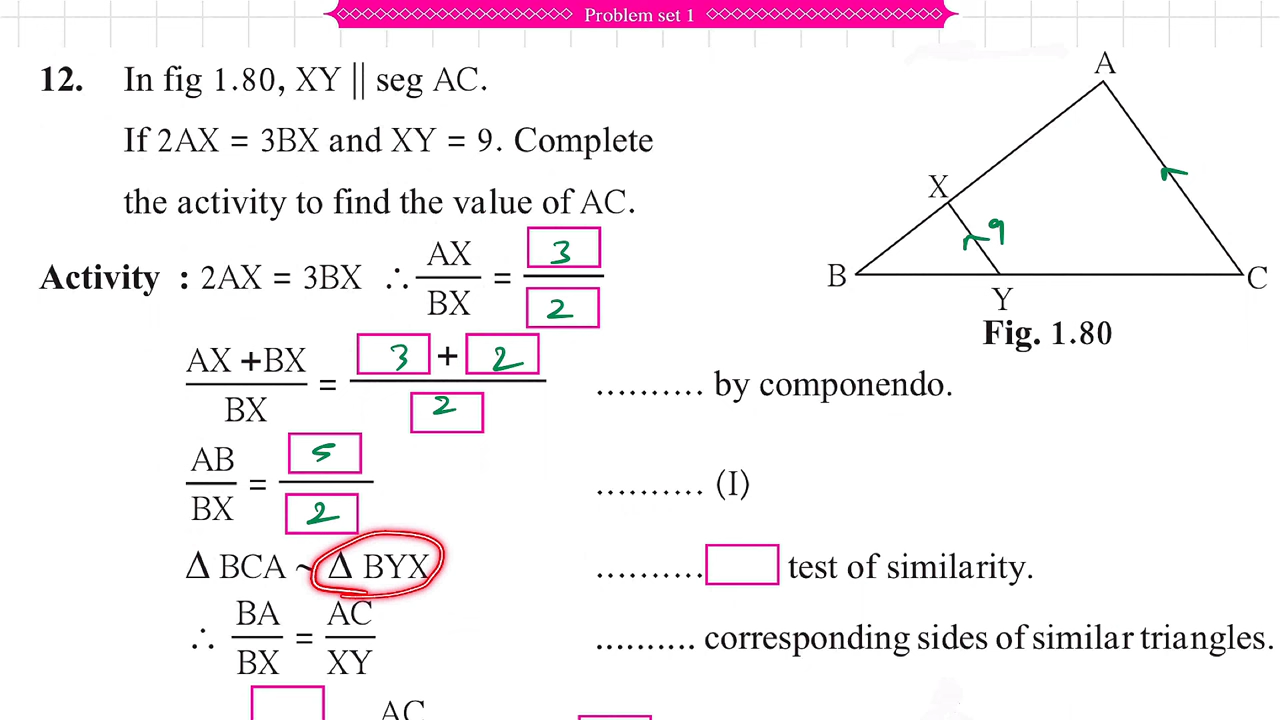 Problem set 1
12. In fig 1.80, XY || seg AC.
If 2AX = 3BX and XY = 9. Complete
the activity to find the value of AC.
Activity : 2AX = 3BX ∴ AX/BX = 3/2
AX +BX/BX = 3 + 2/2 .......... by componendo.
AB/BX = 5/2 .......... (I)
Δ BCA ~ Δ BYX .......... test of similarity.
∴ BA/BX = AC/XY .......... corresponding sides of similar triangles.
AC
A
X
9
B
Y
C
Fig. 1.80